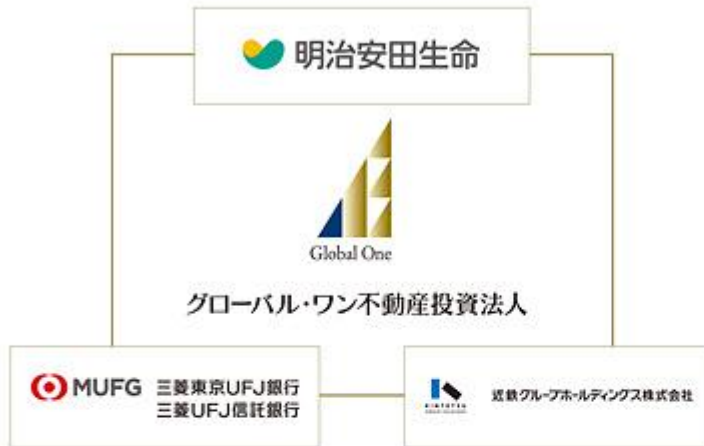 明治安田生命
Global One
グローバル・ワン不動産投資法人
MUFG 三菱東京UFJ銀行
三菱UFJ信託銀行
KINTETSU
近鉄グループホールディングス株式会社